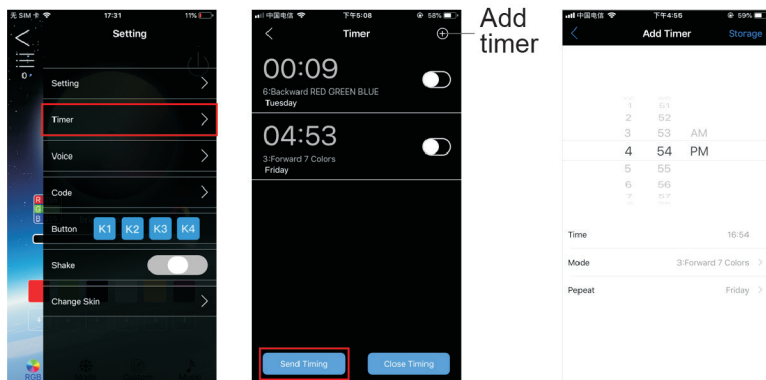 无 SIM 卡 17:31 11%
Setting
Setting
Timer
Voice
Code
Button K1 K2 K3 K4
Shake
Change Skin
R
G
B
RGB
中国电信 下午5:08 58%
Timer
Add
timer
00:09
6:Backward RED GREEN BLUE
Tuesday
04:53
3:Forward 7 Colors
Friday
Send Timing Close Timing
中国电信 下午4:56 59%
Add Timer Storage
1 51
2 52
3 53 AM
4 54 PM
5 55
6 56
7 57
Time 16:54
Mode 3:Forward 7 Colors
Pepeat Friday